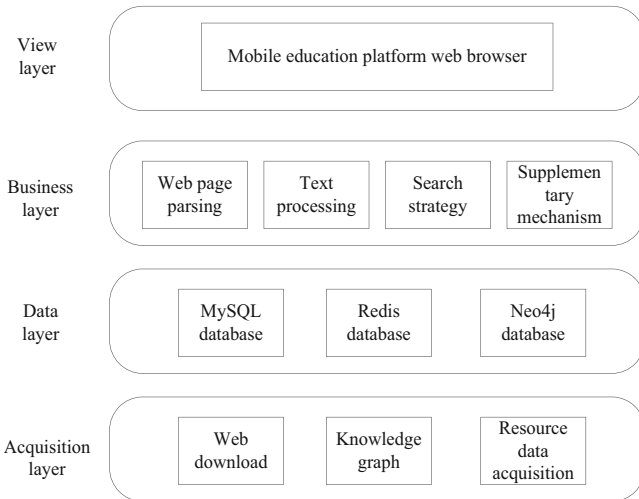 View
layer
Mobile education platform web browser
Business
layer
Web page
parsing
Text
processing
Search
strategy
Supplemen
tary
mechanism
Data
layer
MySQL
database
Redis
database
Neo4j
database
Acquisition
layer
Web
download
Knowledge
graph
Resource
data
acquisition